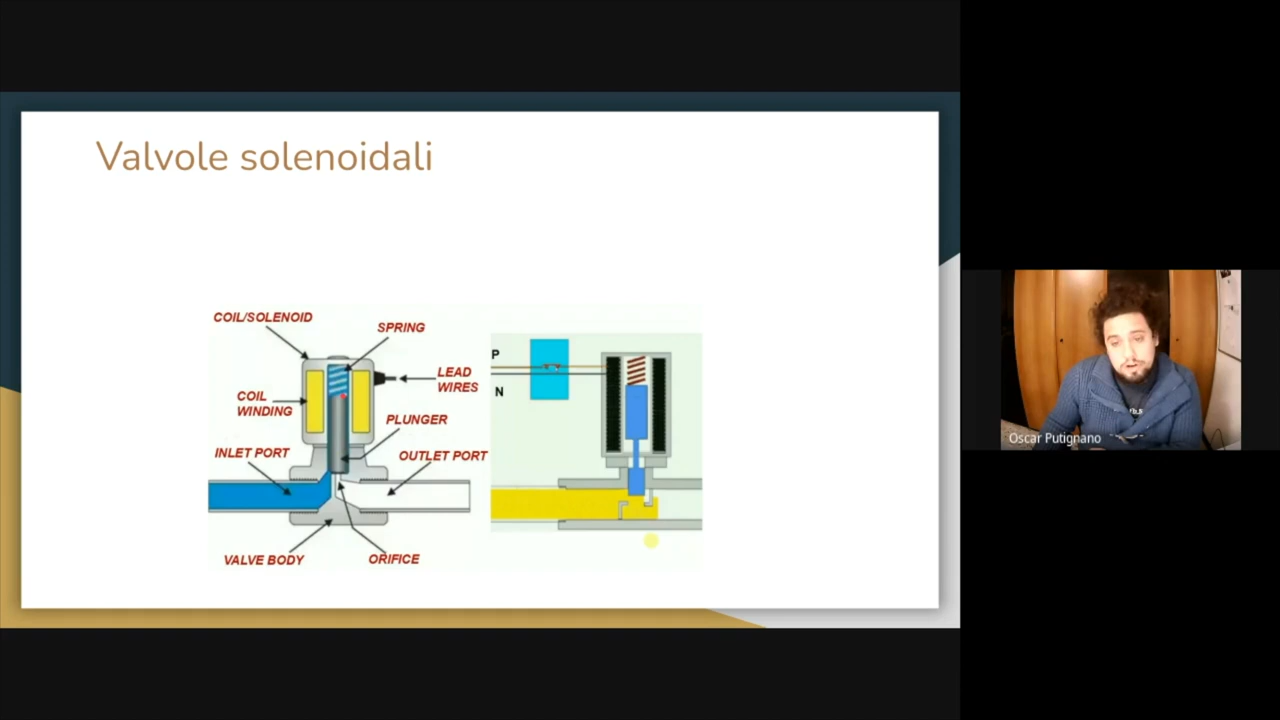 Valvole solenoidali
COIL/SOLENOID
SPRING
LEAD
WIRES
COIL
WINDING
PLUNGER
INLET PORT
OUTLET PORT
VALVE BODY
ORIFICE
P
N
Oscar Putignano